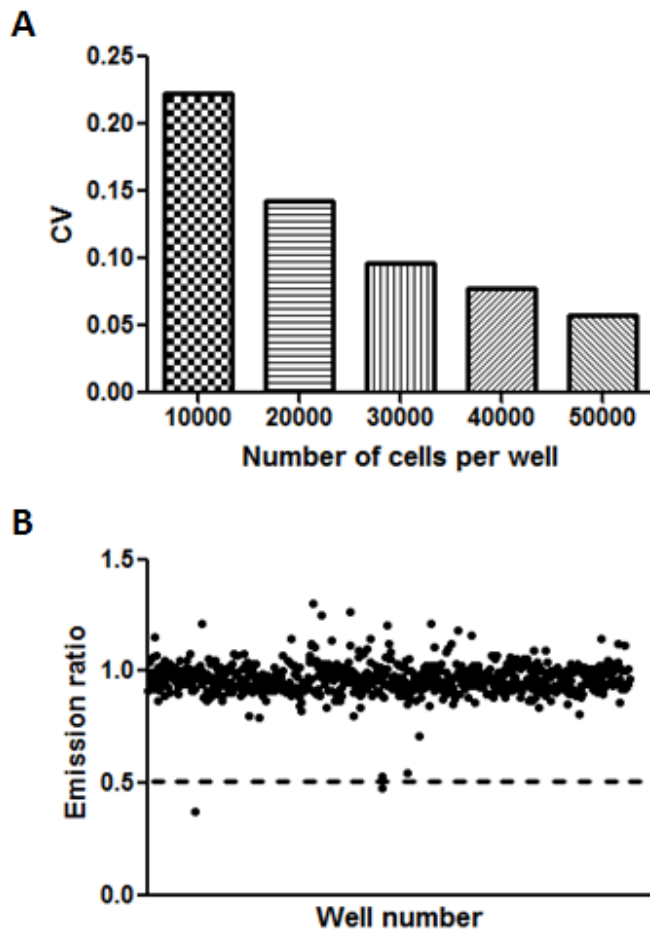 A
0.25
0.20
0.15
0.10
0.05
0.00
CV
10000 20000 30000 40000 50000
Number of cells per well
B
1.5
1.0
0.5
0.0
Emission ratio
Well number